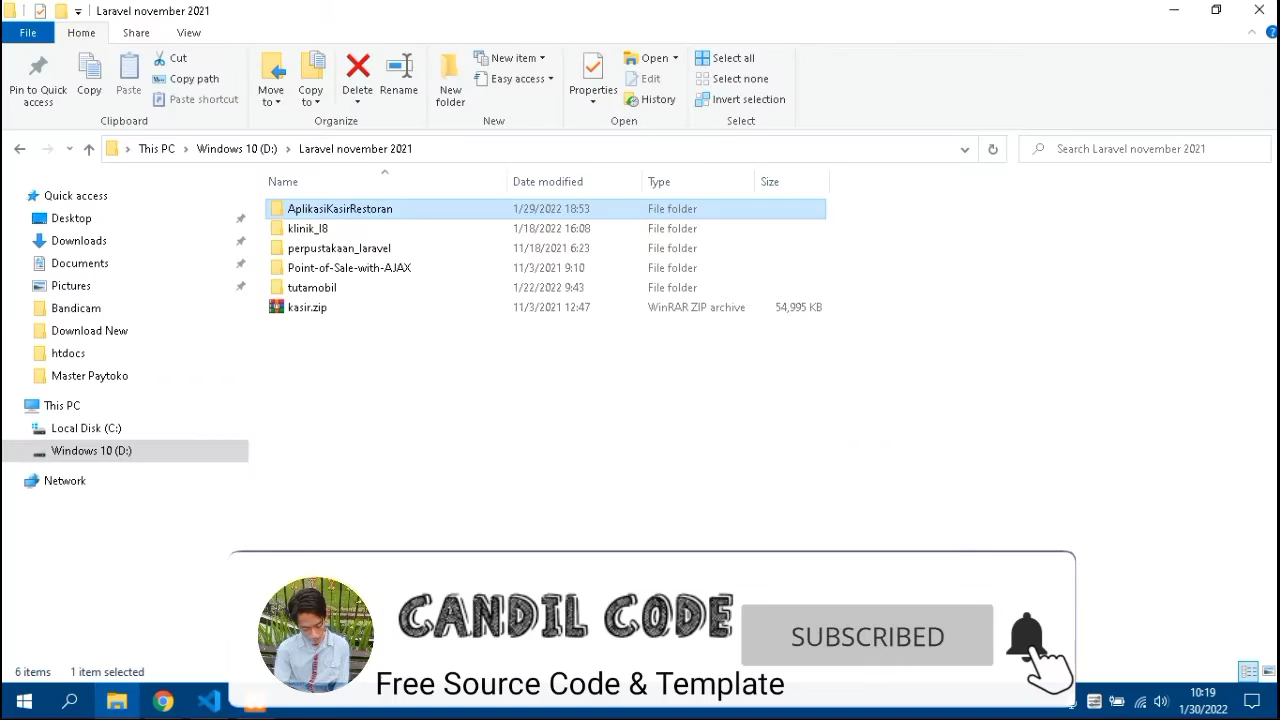 Laravel november 2021
File Home Share View
Pin to Quick access
Copy
Paste
Cut
Copy path
Paste shortcut
Clipboard
Move to
Copy to
Delete
Rename
Organize
New folder
New item
Easy access
New
Properties
Open
Edit
History
Open
Select all
Select none
Invert selection
Select
This PC > Windows 10 (D:) > Laravel november 2021
Search Laravel november 2021
Quick access
Desktop
Downloads
Documents
Pictures
Bandicam
Download New
htdocs
Master Paytoko
This PC
Local Disk (C:)
Windows 10 (D:)
Network
Name Date modified Type Size
AplikasiKasirRestoran 1/29/2022 18:53 File folder
klinik_l8 1/18/2022 16:08 File folder
perpustakaan_laravel 11/18/2021 6:23 File folder
Point-of-Sale-with-AJAX 11/3/2021 9:10 File folder
tutamobil 1/22/2022 9:43 File folder
kasir.zip 11/3/2021 12:47 WinRAR ZIP archive 54,995 KB
CANDIL CODE
SUBSCRIBED
Free Source Code & Template
6 items 1 item selected
10:19
1/30/2022